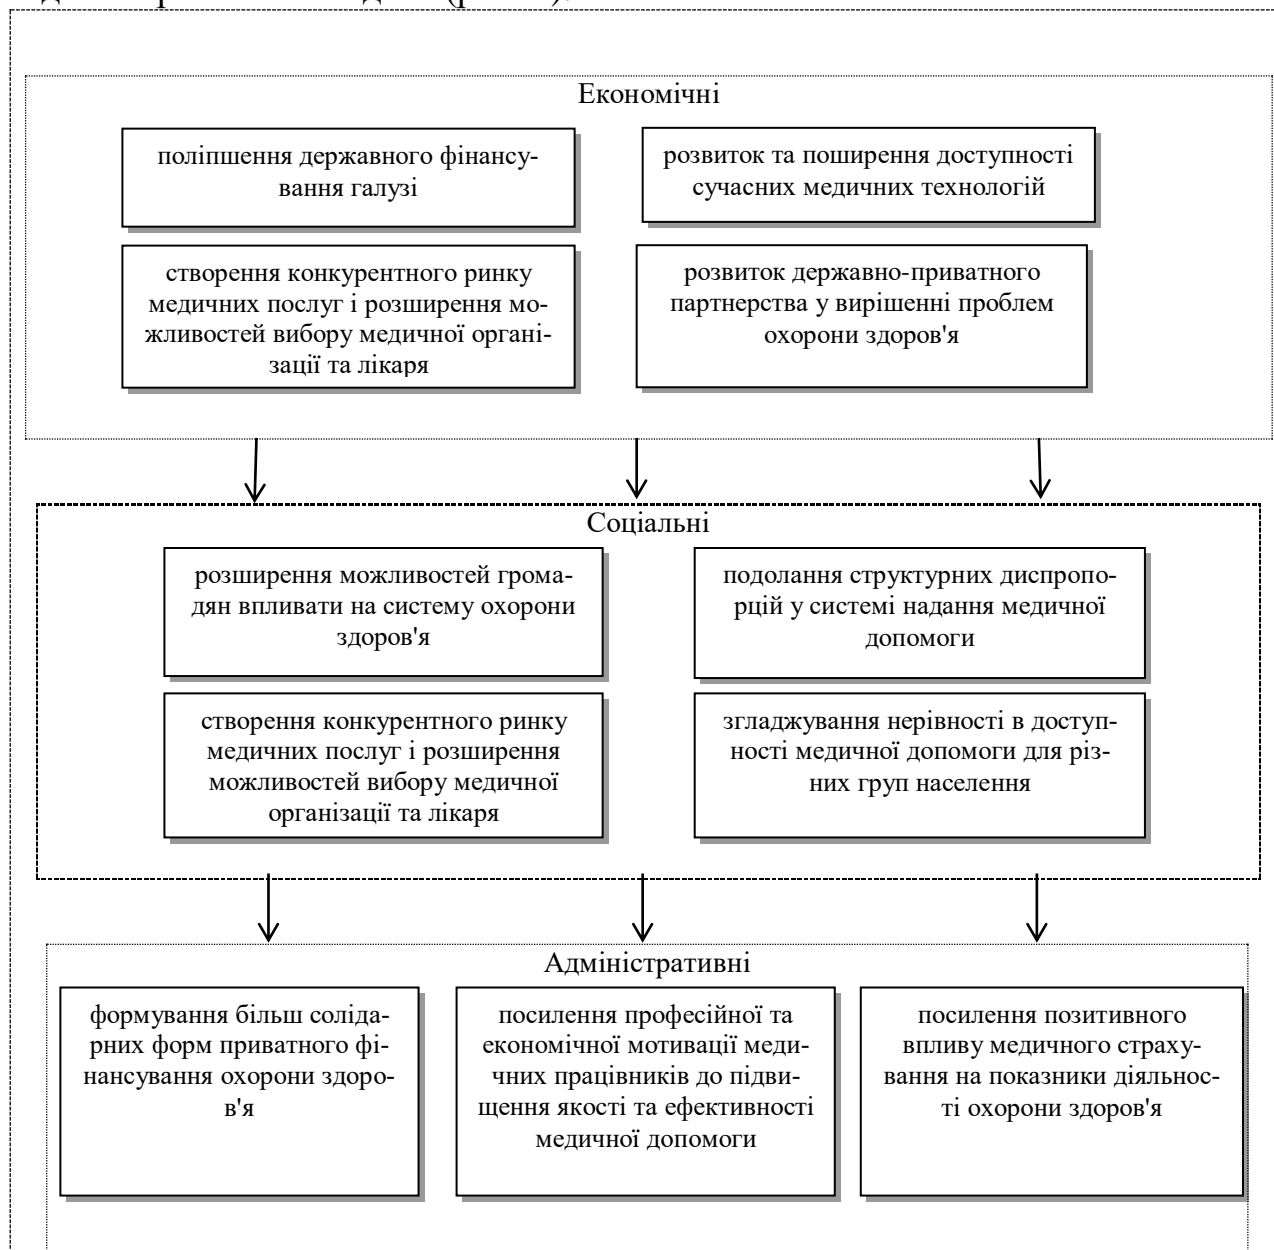 Економічні
поліпшення державного фінансу-
вання галузі
розвиток та поширення доступності
сучасних медичних технологій
створення конкурентного ринку
медичних послуг і розширення мо-
жливостей вибору медичної органі-
зації та лікаря
розвиток державно-приватного
партнерства у вирішенні проблем
охорони здоров'я
Соціальні
розширення можливостей грома-
дян впливати на систему охорони
здоров'я
подолання структурних диспропо-
рцій у системі надання медичної
допомоги
створення конкурентного ринку
медичних послуг і розширення
можливостей вибору медичної
організації та лікаря
згладжування нерівності в доступ-
ності медичної допомоги для різ-
них груп населення
Адміністративні
формування більш соліда-
рних форм приватного фі-
нансування охорони здоро-
в'я
посилення професійної та
економічної мотивації меди-
чних працівників до підви-
щення якості та ефективності
медичної допомоги
посилення позитивного
впливу медичного страху-
вання на показники діяльнос-
ті охорони здоров'я